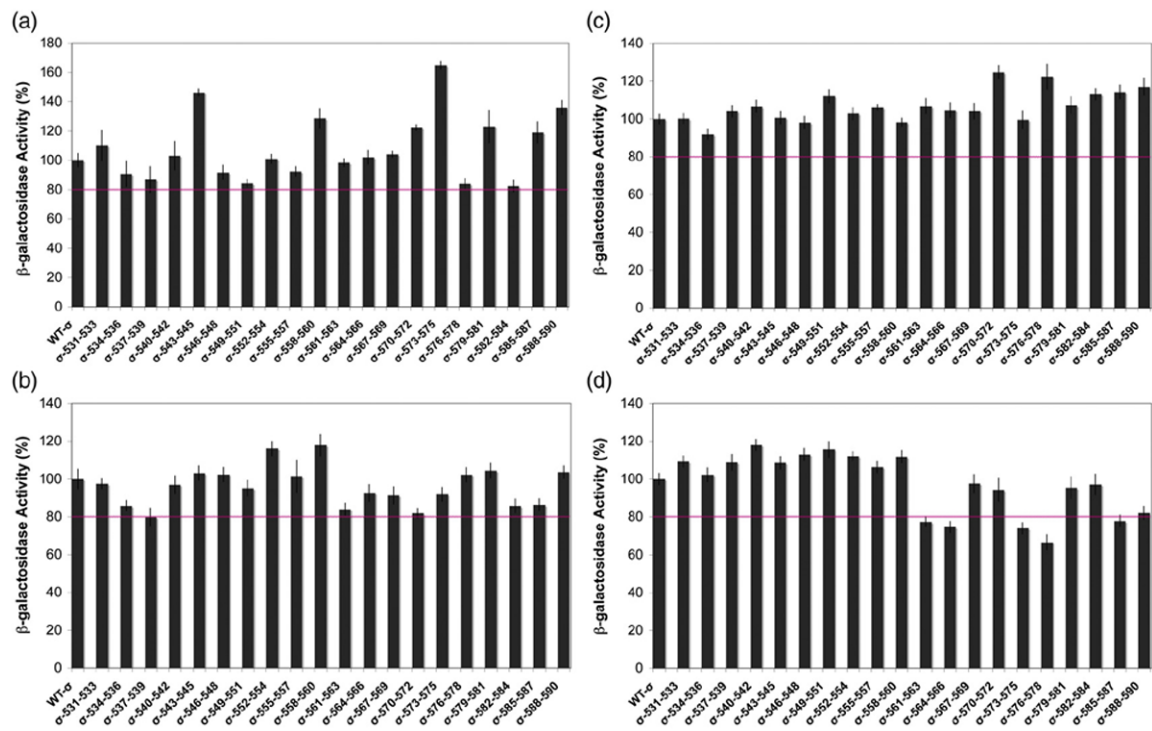 (a)
β-galactosidase Activity (%)
180
160
140
120
100
80
60
40
20
0
WT-σ
σ-531-533
σ-534-536
σ-537-539
σ-540-542
σ-543-545
σ-546-548
σ-549-551
σ-552-554
σ-555-557
σ-558-560
σ-561-563
σ-564-566
σ-567-569
σ-570-572
σ-573-575
σ-576-578
σ-579-581
σ-582-584
σ-585-587
σ-588-590
(c)
β-galactosidase Activity (%)
140
120
100
80
60
40
20
0
WT-σ
σ-531-533
σ-534-536
σ-537-539
σ-540-542
σ-543-545
σ-546-548
σ-549-551
σ-552-554
σ-555-557
σ-558-560
σ-561-563
σ-564-566
σ-567-569
σ-570-572
σ-573-575
σ-576-578
σ-579-581
σ-582-584
σ-585-587
σ-588-590
(b)
β-galactosidase Activity (%)
140
120
100
80
60
40
20
0
WT-σ
σ-531-533
σ-534-536
σ-537-539
σ-540-542
σ-543-545
σ-546-548
σ-549-551
σ-552-554
σ-555-557
σ-558-560
σ-561-563
σ-564-566
σ-567-569
σ-570-572
σ-573-575
σ-576-578
σ-579-581
σ-582-584
σ-585-587
σ-588-590
(d)
β-galactosidase Activity (%)
140
120
100
80
60
40
20
0
WT-σ
σ-531-533
σ-534-536
σ-537-539
σ-540-542
σ-543-545
σ-546-548
σ-549-551
σ-552-554
σ-555-557
σ-558-560
σ-561-563
σ-564-566
σ-567-569
σ-570-572
σ-573-575
σ-576-578
σ-579-581
σ-582-584
σ-585-587
σ-588-590